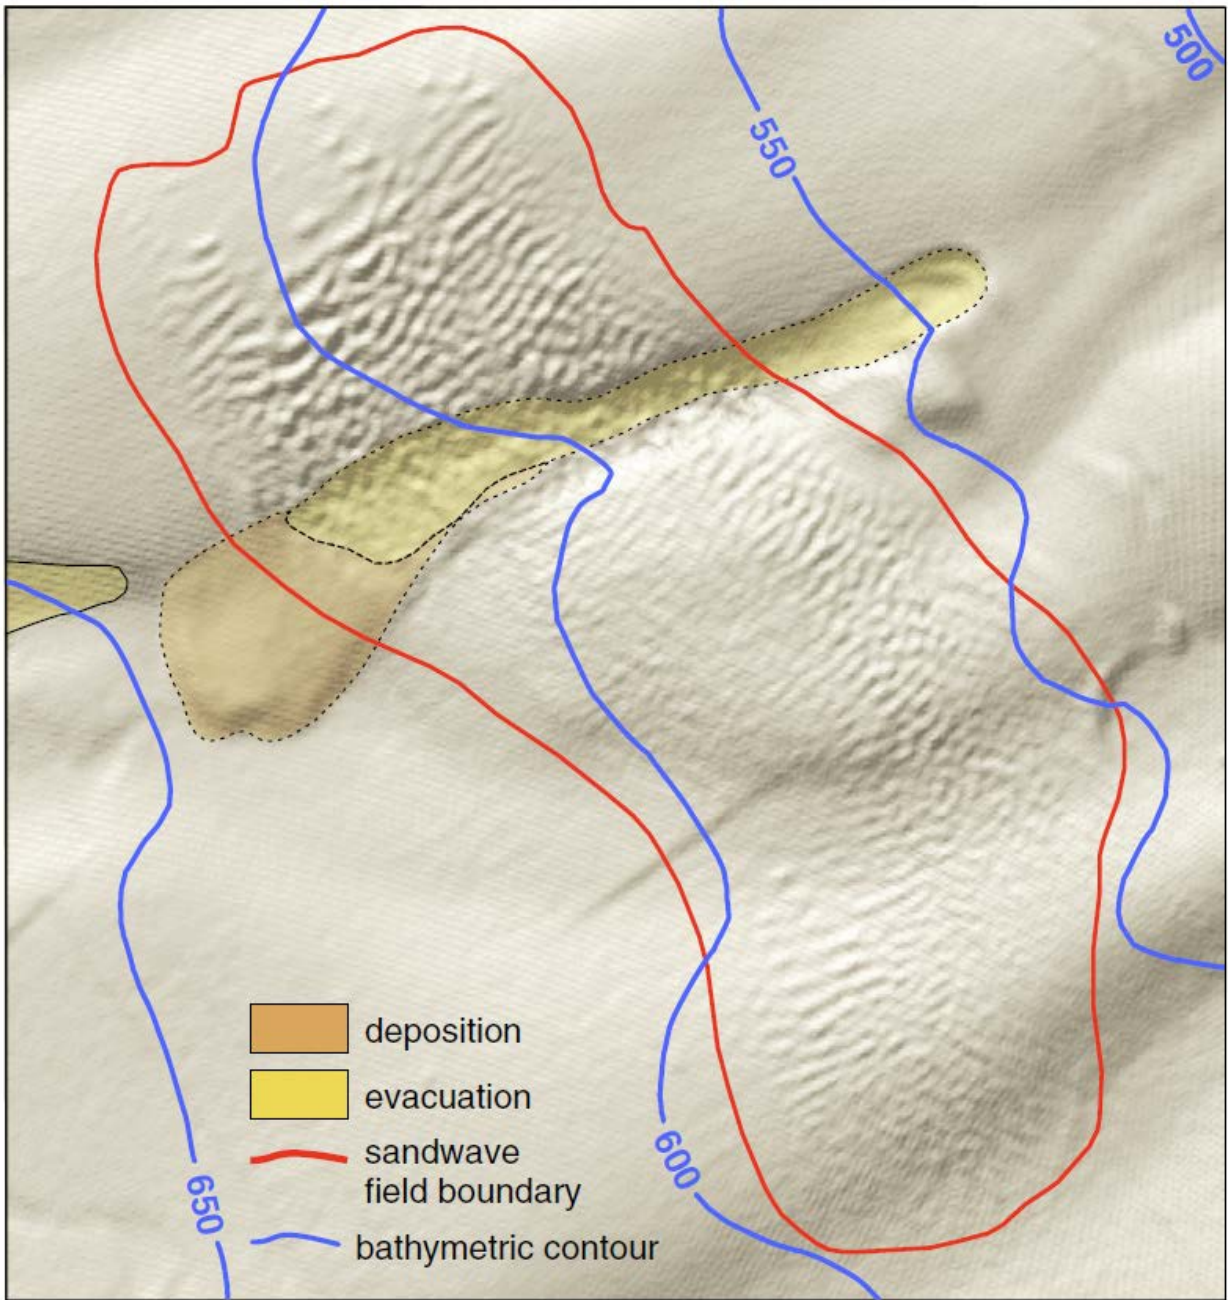 500
550
deposition
evacuation
sandwave
field boundary
600
650
bathymetric contour